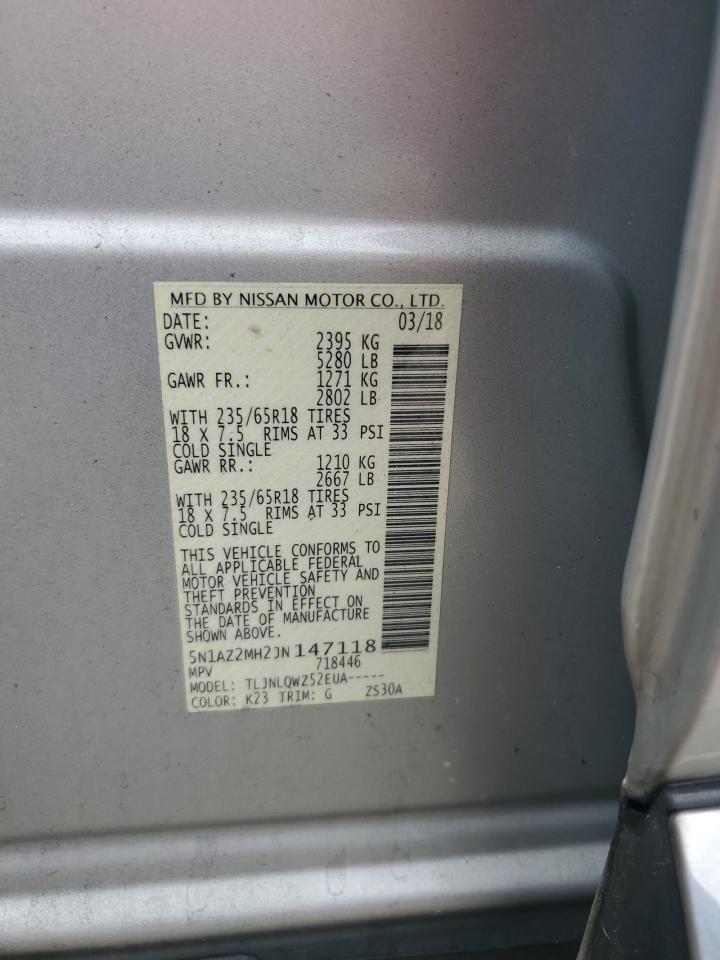 MFD BY NISSAN MOTOR CO., LTD.
DATE: 03/18
GVWR: 2395 KG
5280 LB
GAWR FR.: 1271 KG
2802 LB
WITH 235/65R18 TIRES
18 X 7.5 RIMS AT 33 PSI
COLD SINGLE
GAWR RR.: 1210 KG
2667 LB
WITH 235/65R18 TIRES
18 X 7.5 RIMS AT 33 PSI
COLD SINGLE
THIS VEHICLE CONFORMS TO
ALL APPLICABLE FEDERAL
MOTOR VEHICLE SAFETY AND
THEFT PREVENTION
STANDARDS IN EFFECT ON
THE DATE OF MANUFACTURE
SHOWN ABOVE.
5N1AZ2MH2JN147118
MPV 718446
MODEL: TLJNLQWZ52EUA-----
COLOR: K23 TRIM: G ZS30A